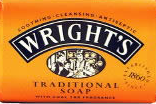 SOOTHING · CLEANSING · ANTISEPTIC
WRIGHT'S
TRADITIONAL
SOAP
WITH COAL TAR FRAGRANCE
1860